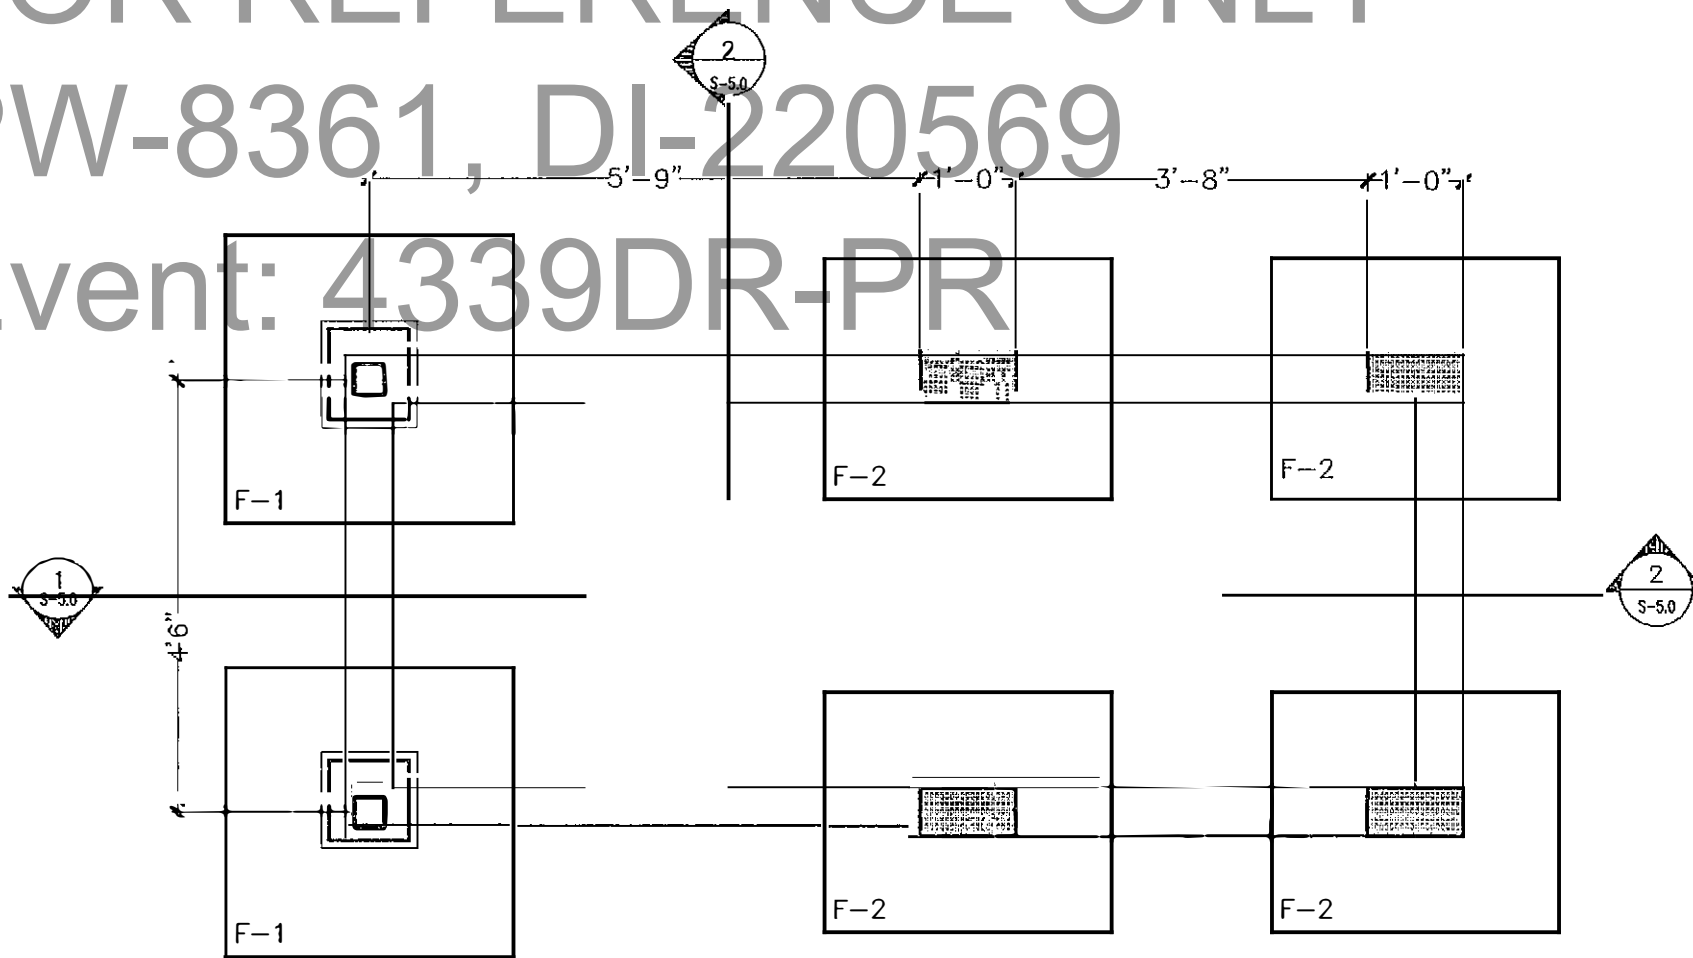 OR REFERENCE ONLY
2
S-5.0
PW-8361, DI-220569
5'-9" 1'-0" 3'-8" 1'-0"
Event: 4339DR-PR
F-1
F-2
F-2
1
S-5.0
2
S-5.0
4'6"
F-1
F-2
F-2